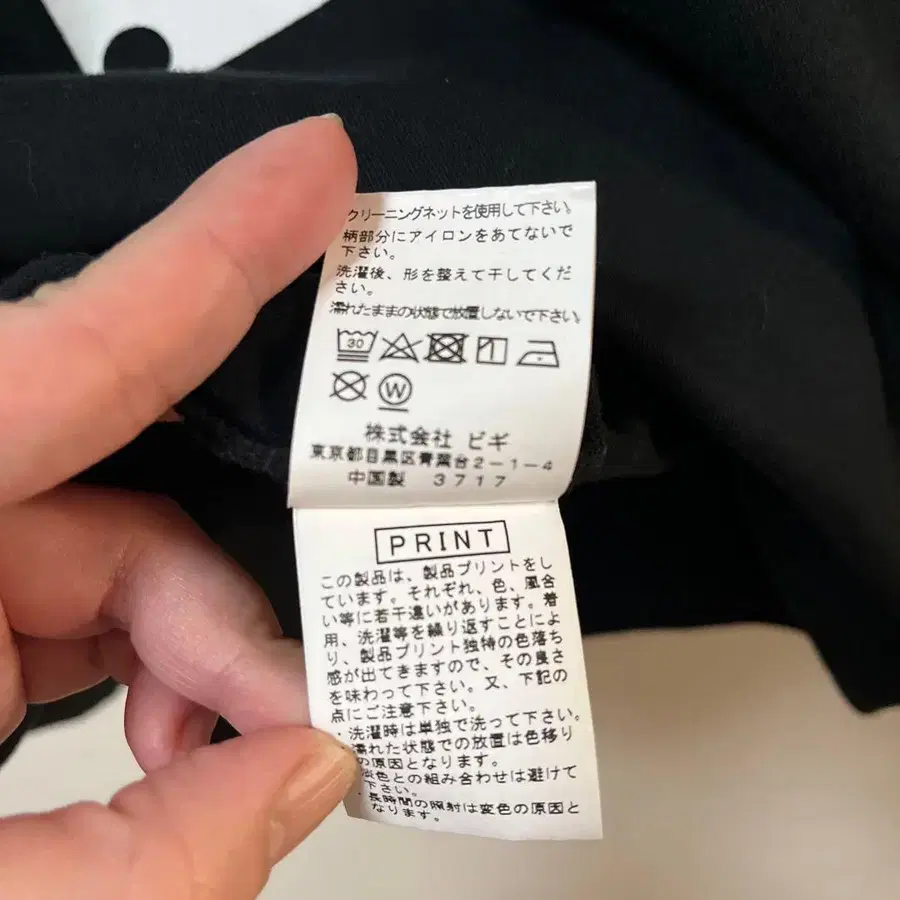 クリーニングネットを使用して下さい。
柄部分にアイロンをあてないで
下さい。
洗濯後、形を整えて干してくだ
さい。
濡れたままの状態で放置しないで下さい。
30
W
株式会社 ビギ
東京都目黒区青葉台2-1-4
中国製 3717
PRINT
この製品は、製品プリントをし
ています。それぞれ、色、風合
い等に若干違いがあります。着
用、洗濯等を繰り返すことによ
り、製品プリント独特の色落ち
感が出てきますので、その良さ
を味わって下さい。又、下記の
点にご注意下さい。
・洗濯時は単独で洗って下さい。
・濡れた状態での放置は色移り
の原因となります。
淡色との組み合わせは避けて
下さい。
・長時間の照射は変色の原因と
なります。